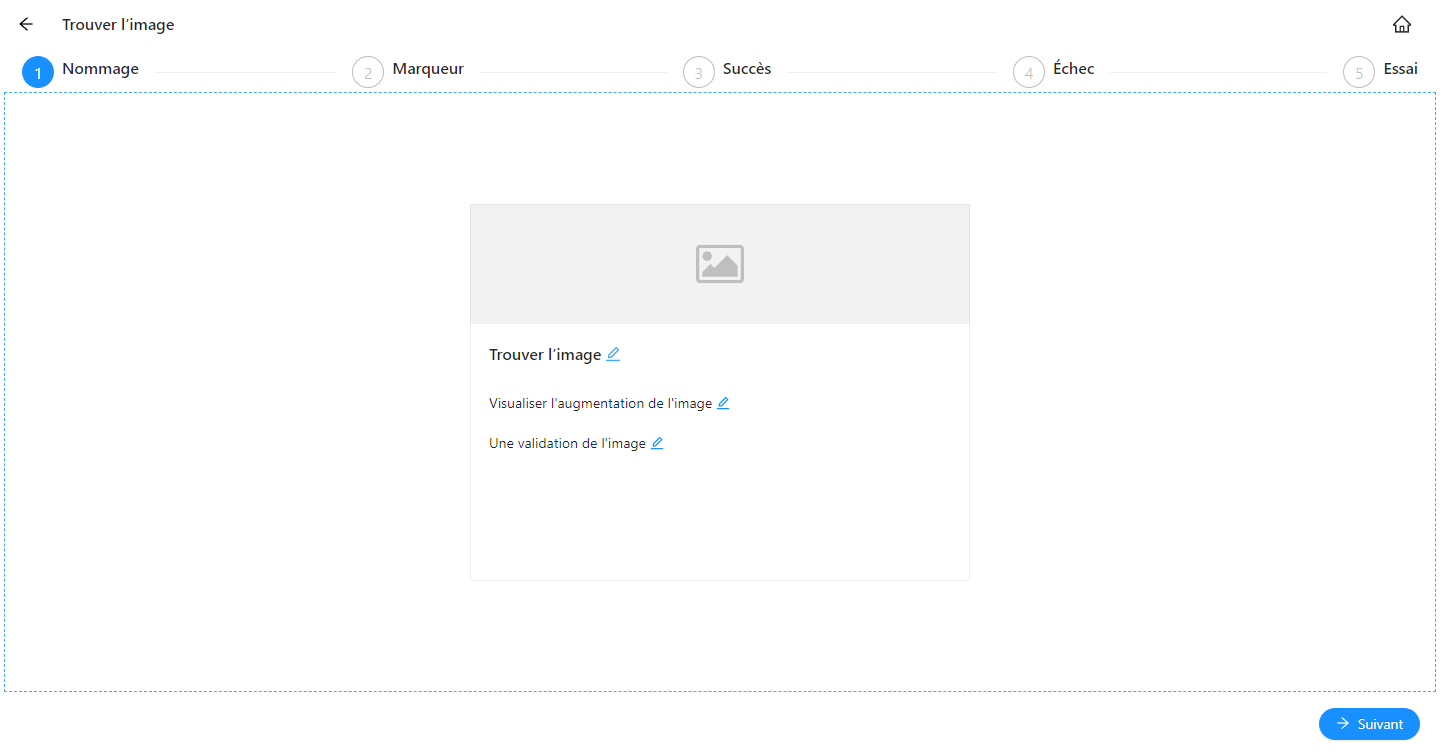 Trouver l’image
1 Nommage 2 Marqueur 3 Succès 4 Échec 5 Essai
Trouver l’image
Visualiser l'augmentation de l'image
Une validation de l'image
Suivant